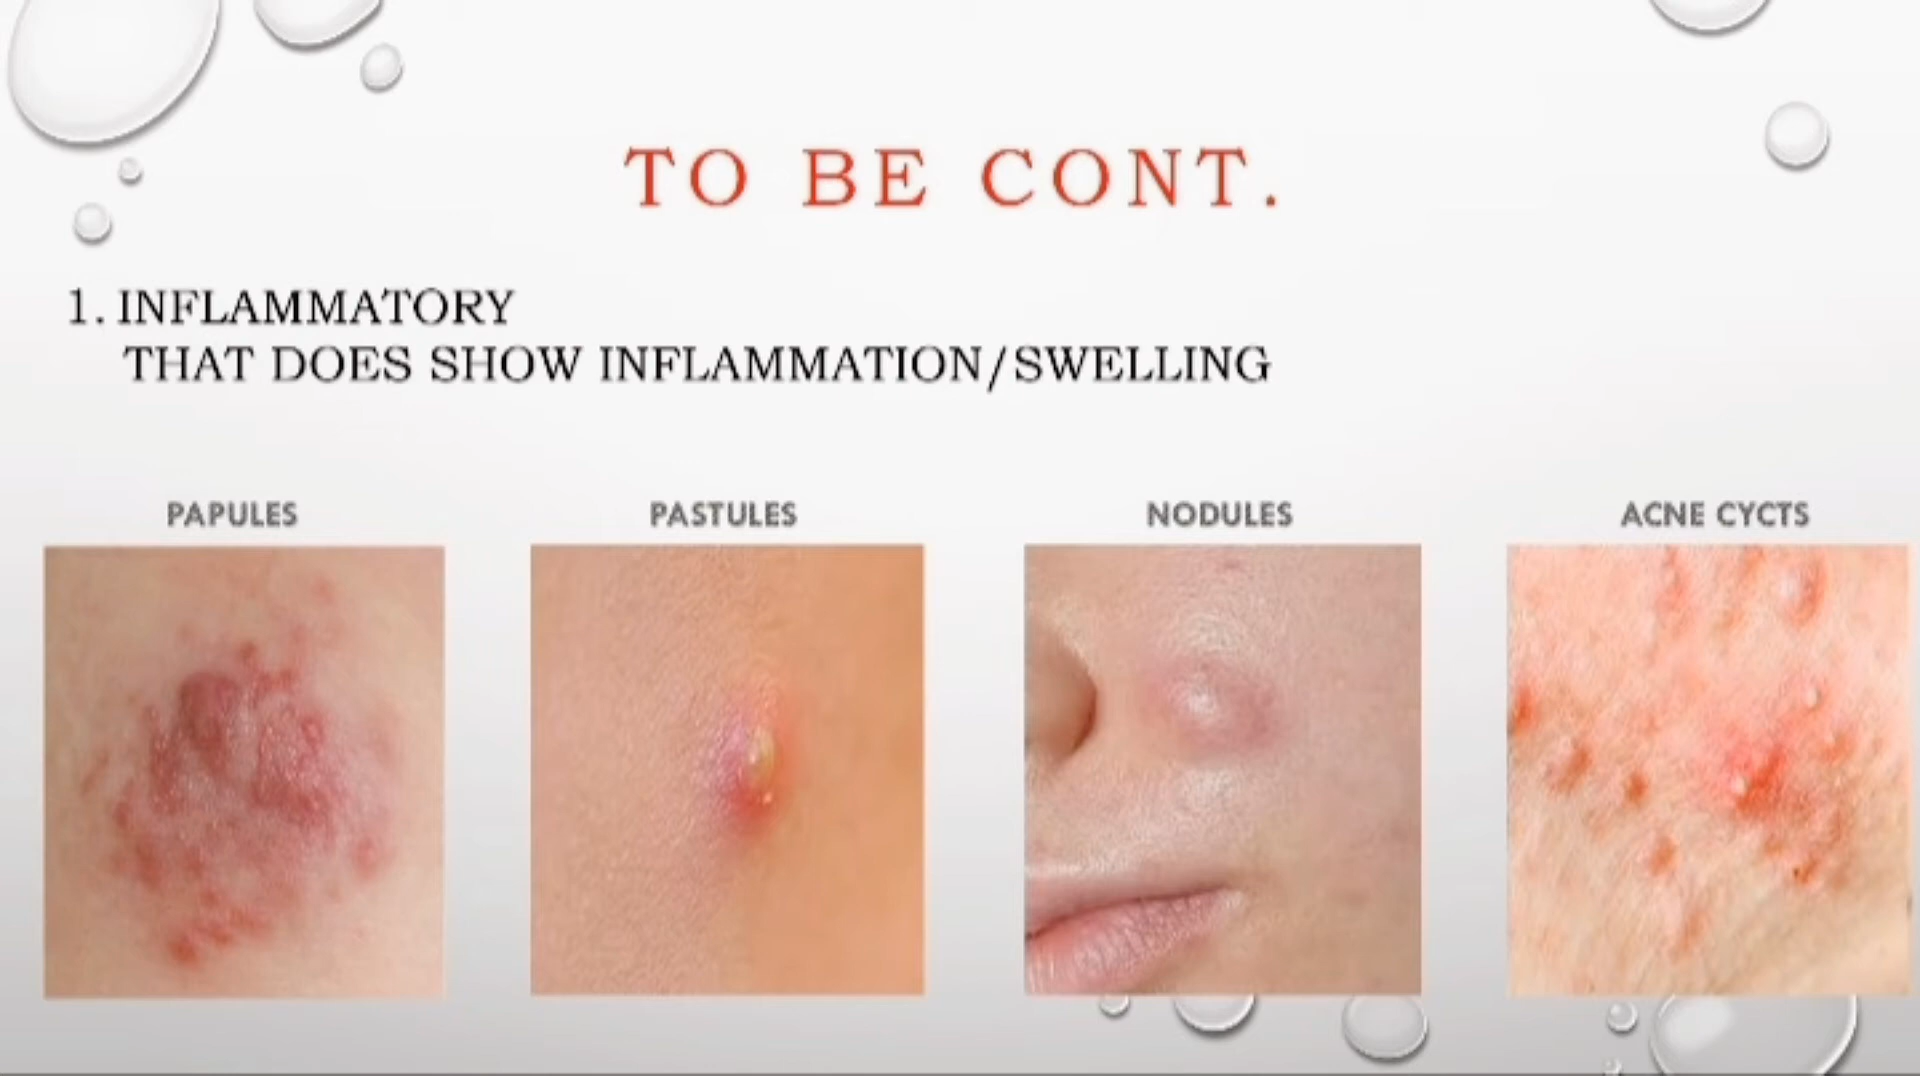 TO BE CONT.
1. INFLAMMATORY
THAT DOES SHOW INFLAMMATION/SWELLING
PAPULES
PASTULES
NODULES
ACNE CYCTS